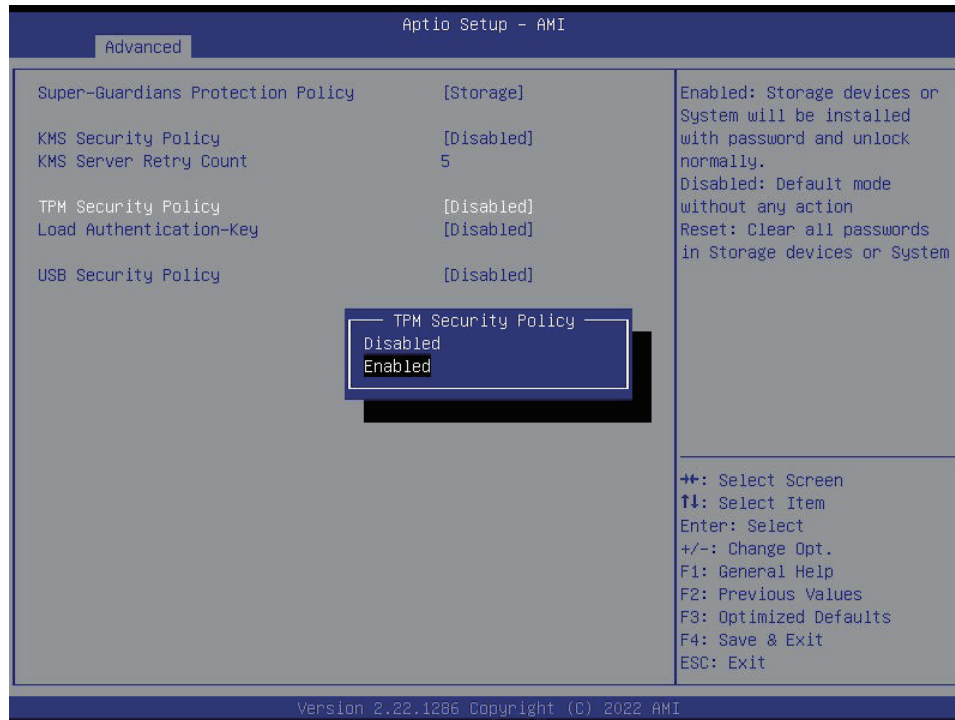 Aptio Setup – AMI
Advanced
Super-Guardians Protection Policy [Storage]
KMS Security Policy [Disabled]
KMS Server Retry Count 5
TPM Security Policy [Disabled]
Load Authentication-Key [Disabled]
USB Security Policy [Disabled]
TPM Security Policy
Disabled
Enabled
Enabled: Storage devices or
System will be installed
with password and unlock
normally.
Disabled: Default mode
without any action
Reset: Clear all passwords
in Storage devices or System
→←: Select Screen
↑↓: Select Item
Enter: Select
+/-: Change Opt.
F1: General Help
F2: Previous Values
F3: Optimized Defaults
F4: Save & Exit
ESC: Exit
Version 2.22.1286 Copyright (C) 2022 AMI